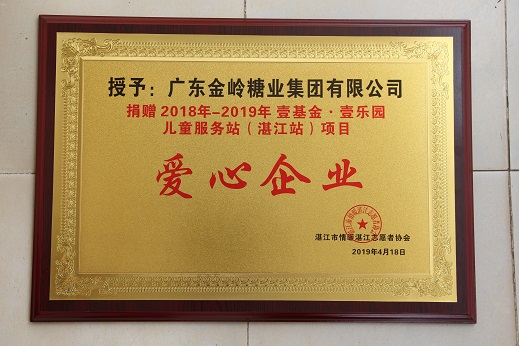 授予：广东金岭糖业集团有限公司
捐赠 2018年-2019年 壹基金·壹乐园
儿童服务站（湛江站）项目
爱心企业
湛江市情暖湛江志愿者协会
2019年4月18日